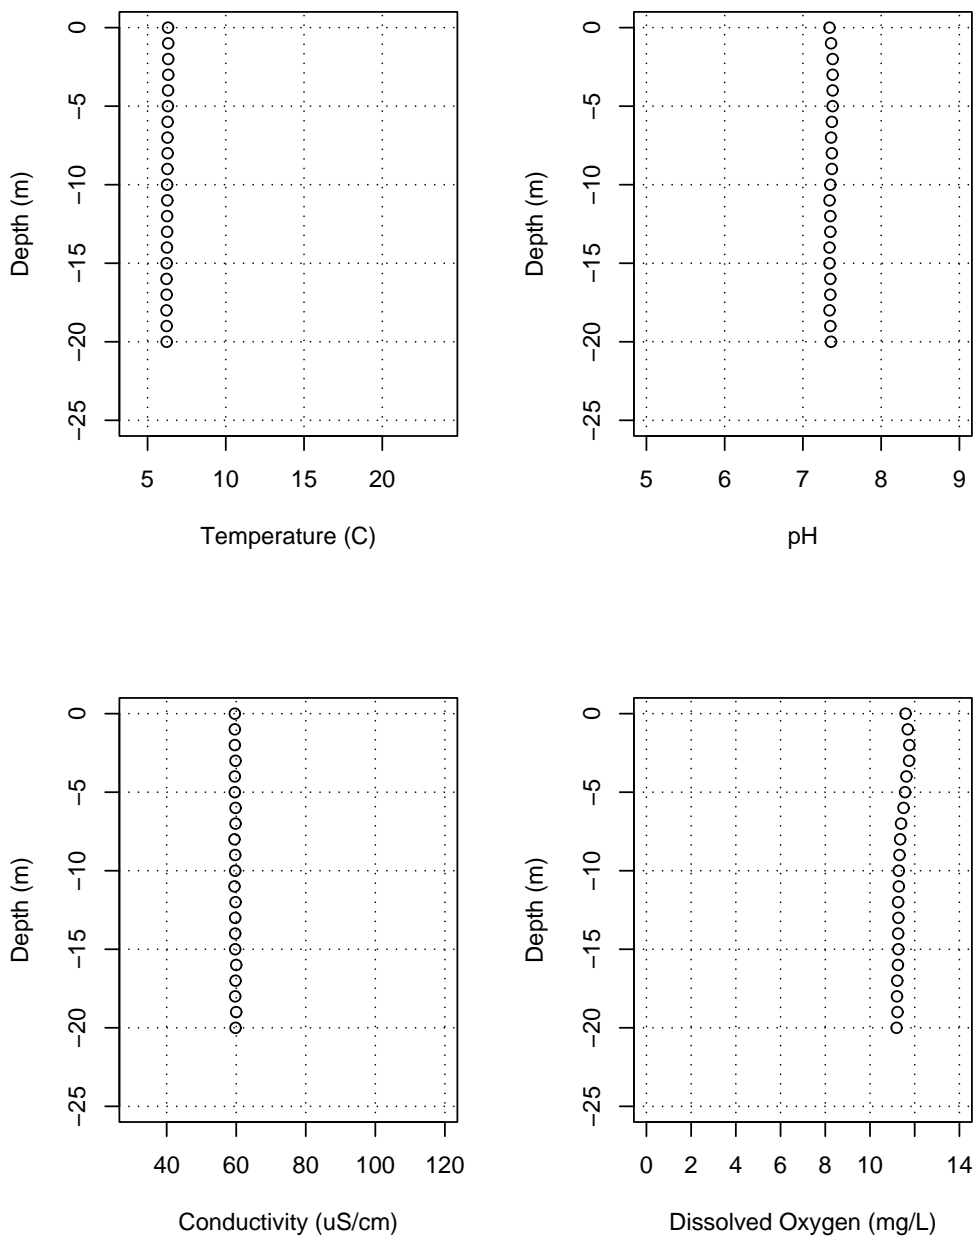 0
−5
−10
−15
−20
−25
Depth (m)
5 10 15 20
Temperature (C)
0
−5
−10
−15
−20
−25
Depth (m)
5 6 7 8 9
pH
0
−5
−10
−15
−20
−25
Depth (m)
40 60 80 100 120
Conductivity (uS/cm)
0
−5
−10
−15
−20
−25
Depth (m)
0 2 4 6 8 10 14
Dissolved Oxygen (mg/L)